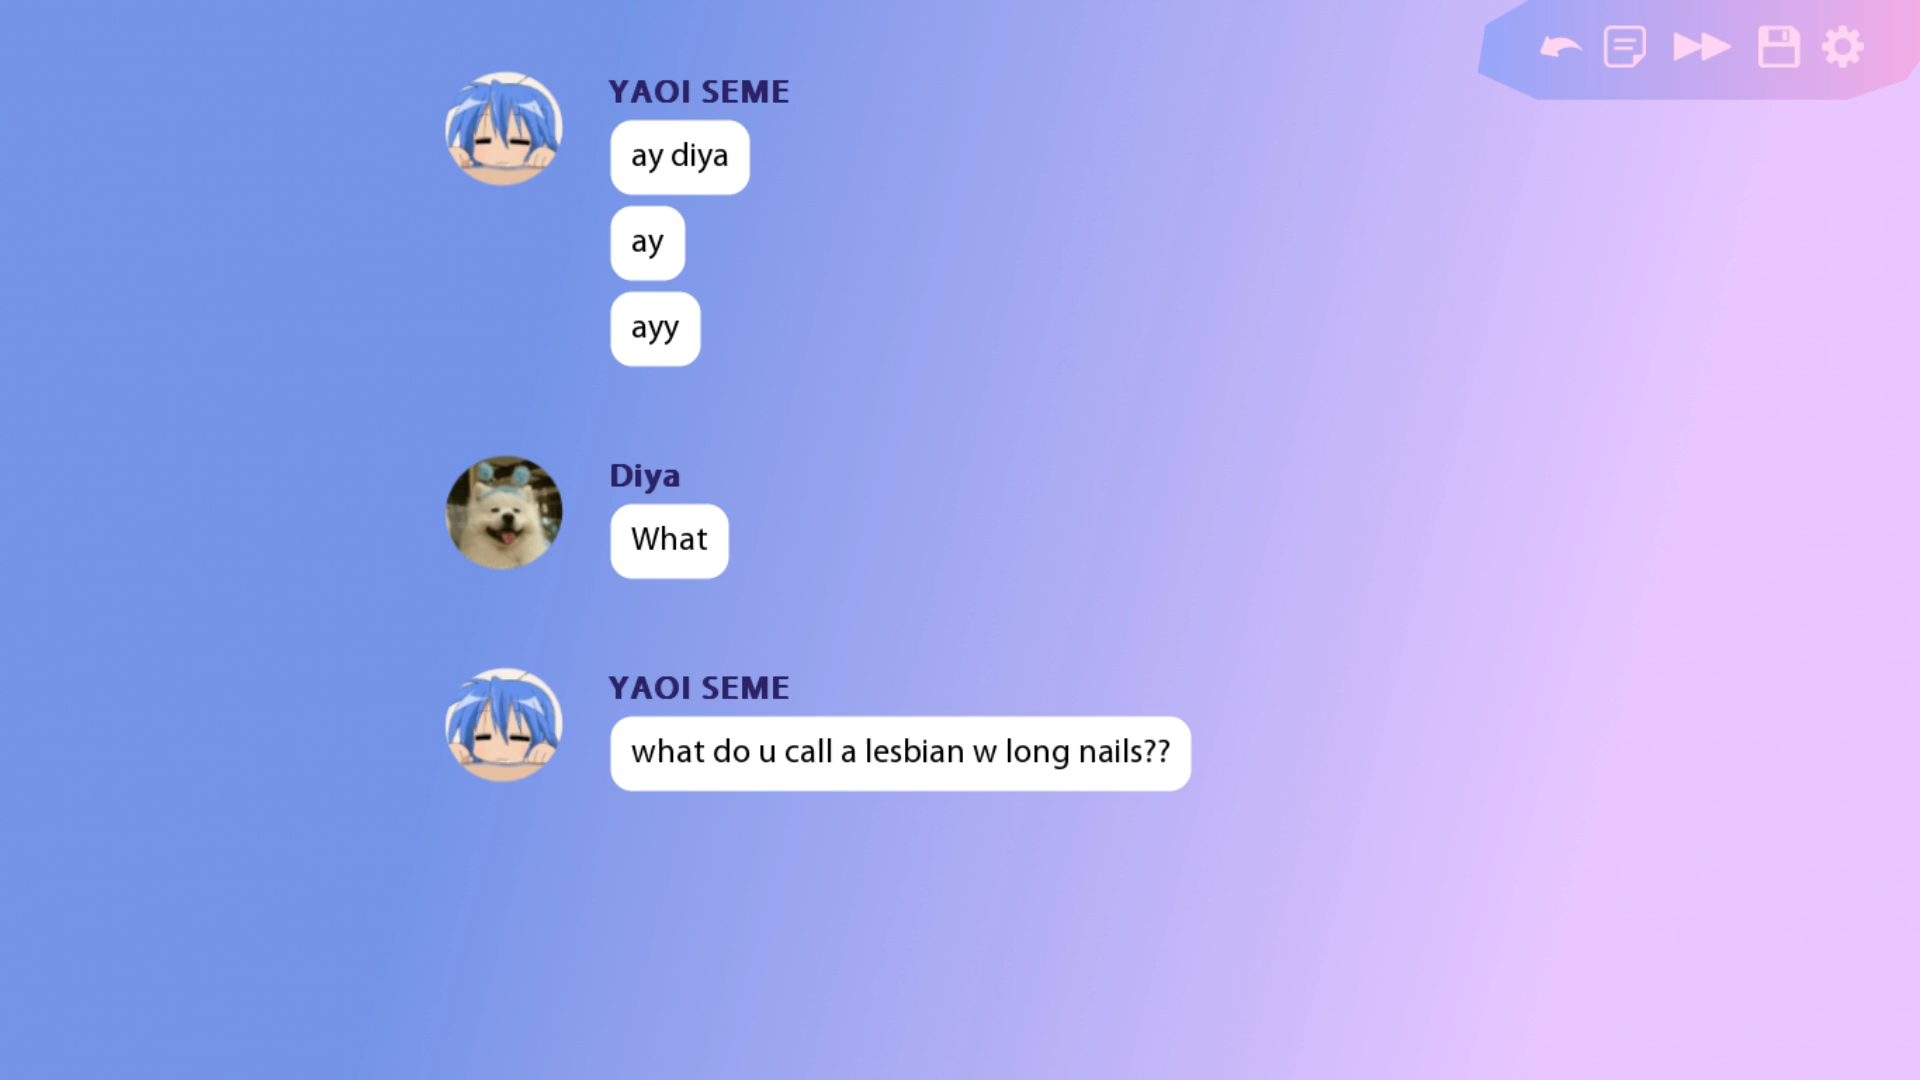 YAOI SEME
ay diya
ay
ayy
Diya
What
YAOI SEME
what do u call a lesbian w long nails??